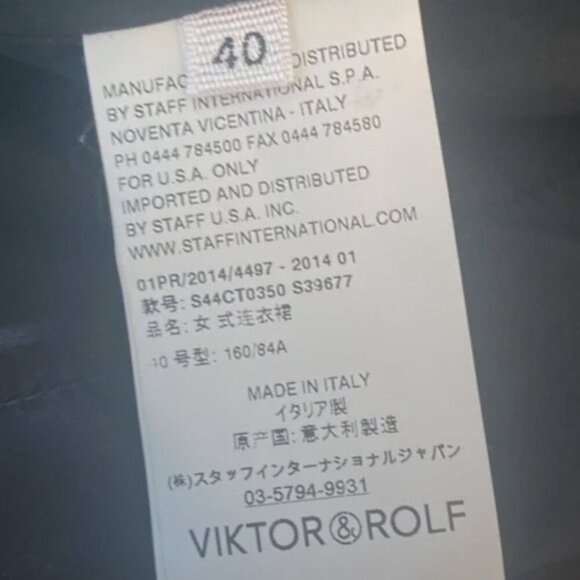 40
MANUFAC DISTRIBUTED
BY STAFF INTERNATIONAL S.P.A.
NOVENTA VICENTINA - ITALY
PH 0444 784500 FAX 0444 784580
FOR U.S.A. ONLY
IMPORTED AND DISTRIBUTED
BY STAFF U.S.A. INC.
WWW.STAFFINTERNATIONAL.COM
01PR/2014/4497 - 2014 01
款号: S44CT0350 S39677
品名: 女 式连衣裙
40 号型: 160/84A
MADE IN ITALY
イタリア製
原产国: 意大利製造
(株)スタッフインターナショナルジャパン
03-5794-9931
VIKTOR&ROLF